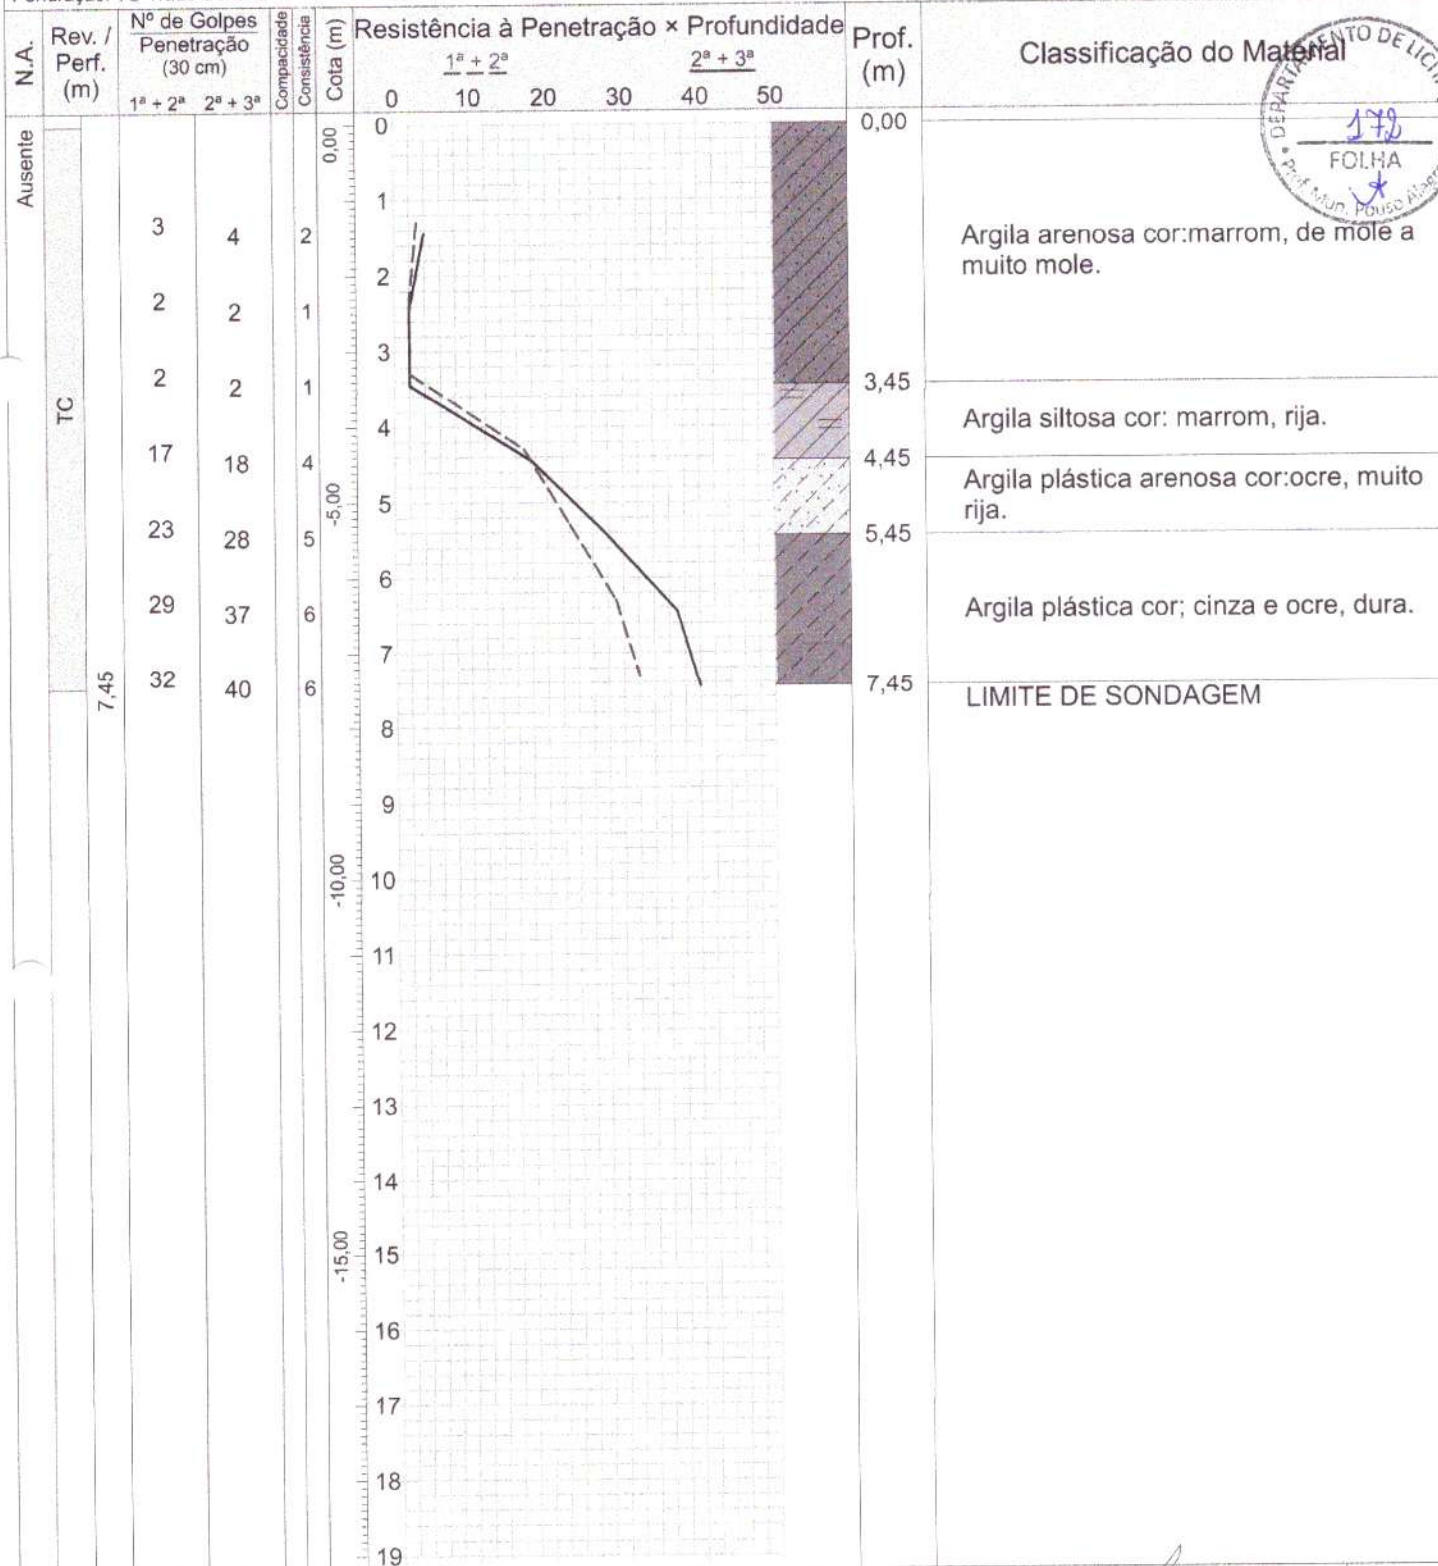 N.A.
Rev. /
Perf.
(m)
Nº de Golpes
Penetração
(30 cm)
1ª + 2ª 2ª + 3ª
Compacidade
Consistência
Cota (m)
Resistência à Penetração × Profundidade
1ª + 2ª 2ª + 3ª
0 10 20 30 40 50
Prof.
(m)
Classificação do Material
DEPARTAMENTO DE
172
FOLHA
Pref. Mun. Pouso
Ausente
TC
7,45
3 4 2
2 2 1
2 2 1
17 18 4
23 28 5
29 37 6
32 40 6
0,00
-5,00
-10,00
-15,00
0
1
2
3
4
5
6
7
8
9
10
11
12
13
14
15
16
17
18
19
0,00
Argila arenosa cor:marrom, de mole a
muito mole.
3,45
Argila siltosa cor: marrom, rija.
4,45
Argila plástica arenosa cor:ocre, muito
rija.
5,45
Argila plástica cor; cinza e ocre, dura.
7,45
LIMITE DE SONDAGEM